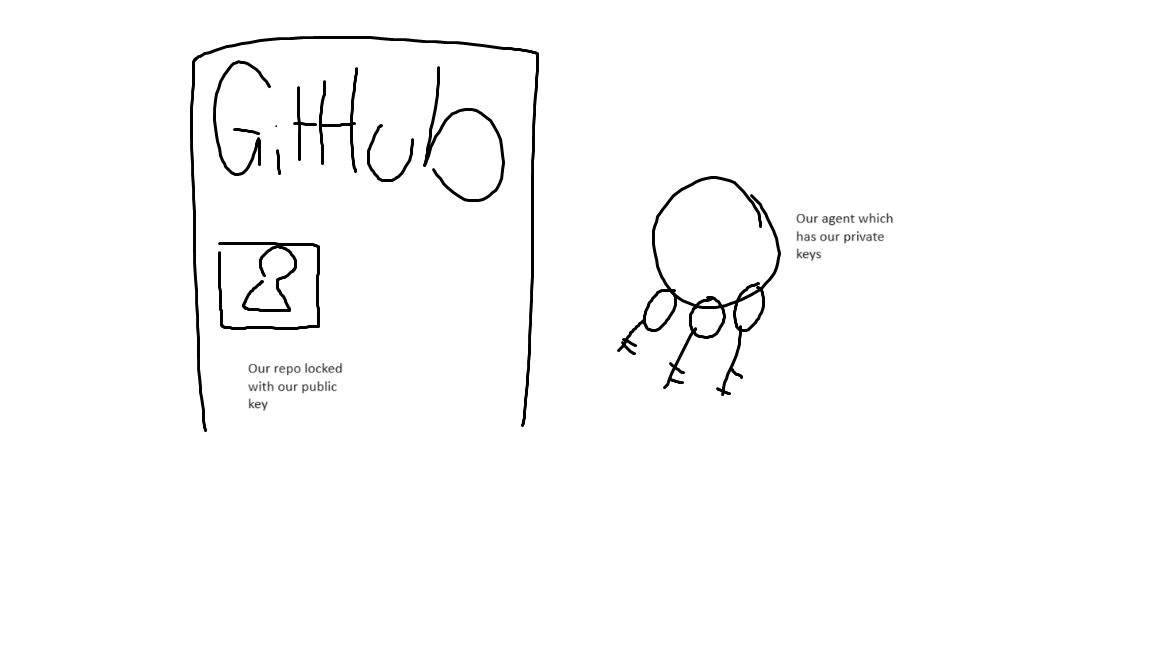 GitHub
Our agent which
has our private
keys
Our repo locked
with our public
key